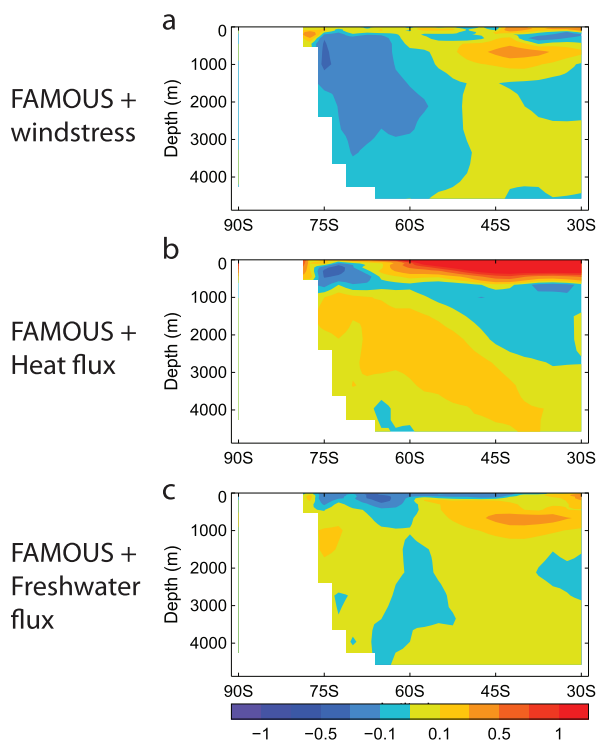 a
FAMOUS +
windstress
Depth (m)
0
1000
2000
3000
4000
90S 75S 60S 45S 30S
b
FAMOUS +
Heat flux
Depth (m)
0
1000
2000
3000
4000
90S 75S 60S 45S 30S
c
FAMOUS +
Freshwater
flux
Depth (m)
0
1000
2000
3000
4000
90S 75S 60S 45S 30S
−1 −0.5 −0.1 0.1 0.5 1